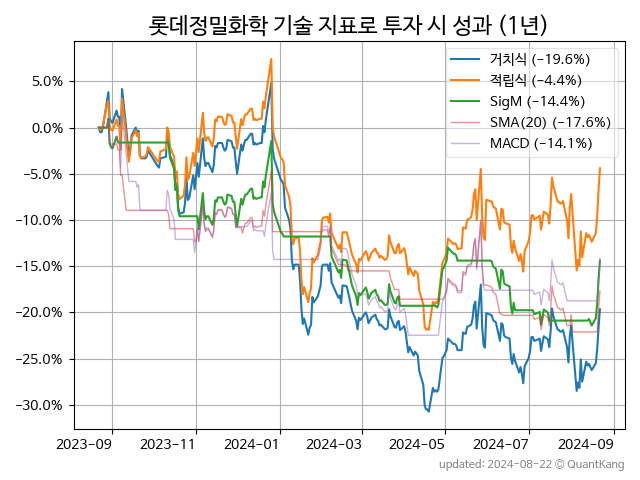 롯데정밀화학 기술 지표로 투자 시 성과 (1년)
거치식 (−19.6%)
적립식 (−4.4%)
SigM (−14.4%)
SMA(20) (−17.6%)
MACD (−14.1%)
5.0%
0.0%
−5.0%
−10.0%
−15.0%
−20.0%
−25.0%
−30.0%
2023-09 2023-11 2024-01 2024-03 2024-05 2024-07 2024-09
updated: 2024-08-22 © QuantKang